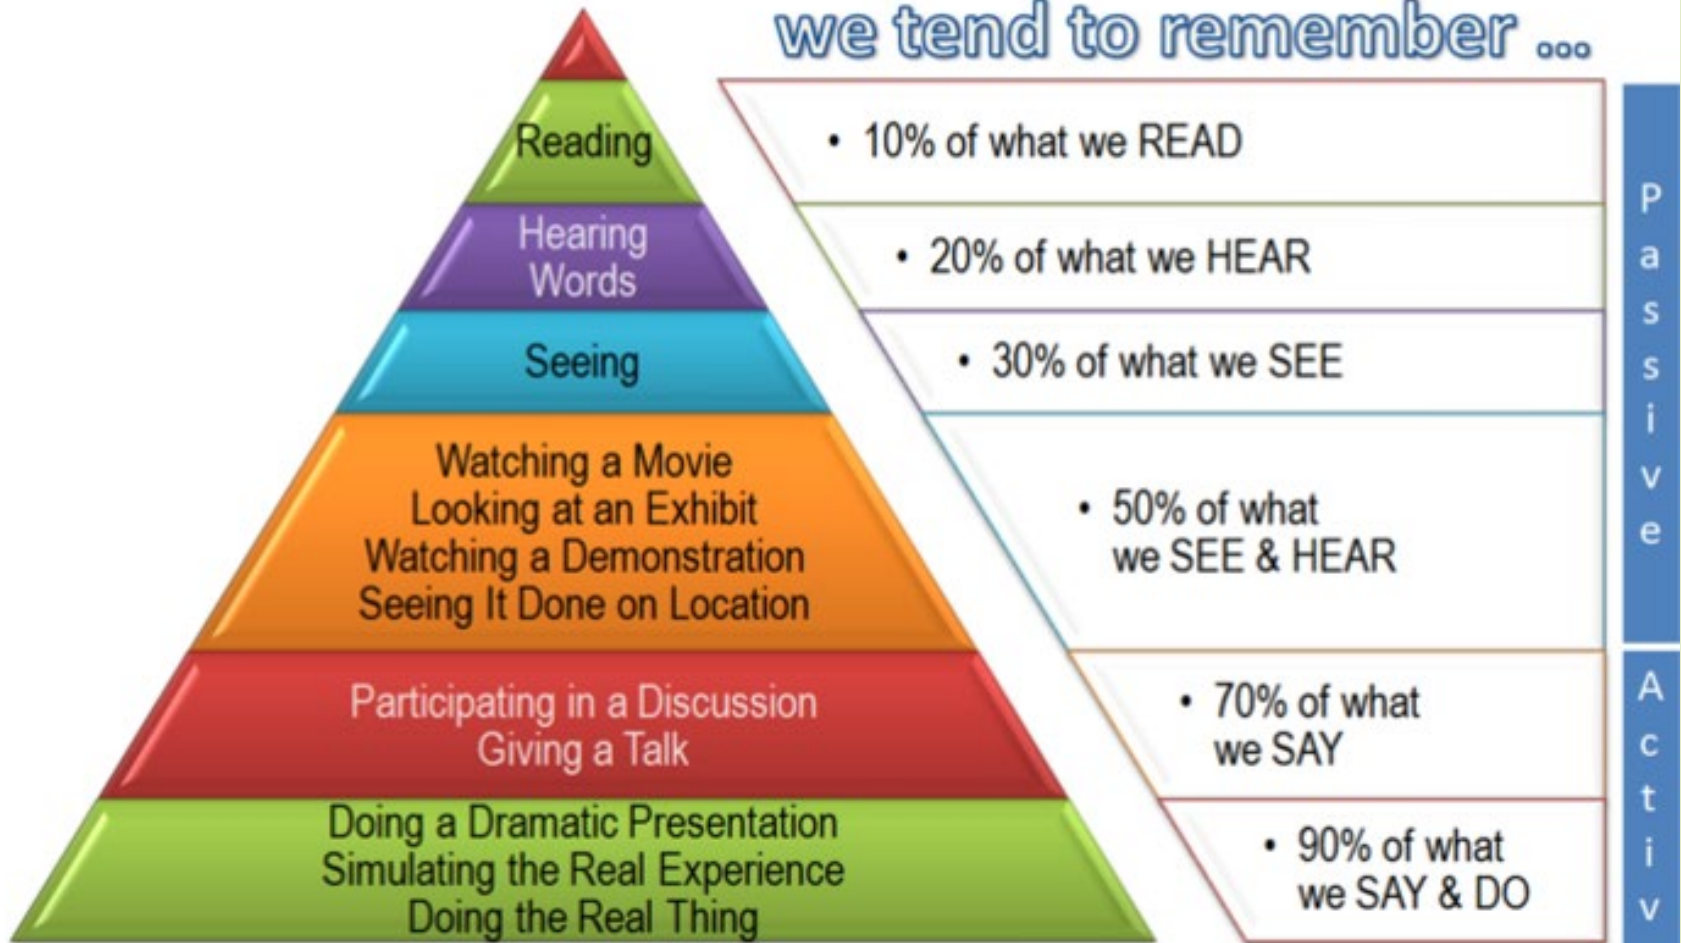 we tend to remember ...
Reading
• 10% of what we READ
Hearing
Words
• 20% of what we HEAR
Seeing
• 30% of what we SEE
Watching a Movie
Looking at an Exhibit
Watching a Demonstration
Seeing It Done on Location
• 50% of what
we SEE & HEAR
Participating in a Discussion
Giving a Talk
• 70% of what
we SAY
Doing a Dramatic Presentation
Simulating the Real Experience
Doing the Real Thing
• 90% of what
we SAY & DO
Passive
Activ